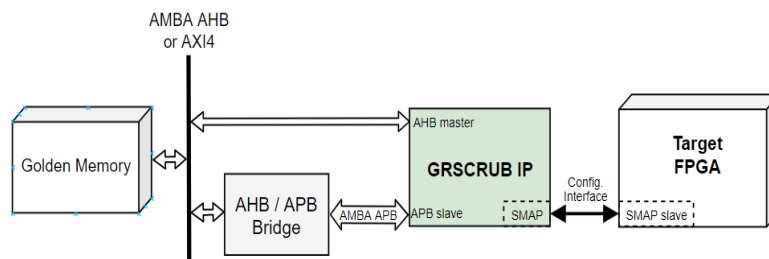 AMBA AHB
or AXI4
Golden Memory
AHB master
GRSCRUB IP
Target
FPGA
Config.
Interface
AHB / APB
Bridge
AMBA APB
APB slave
SMAP
SMAP slave